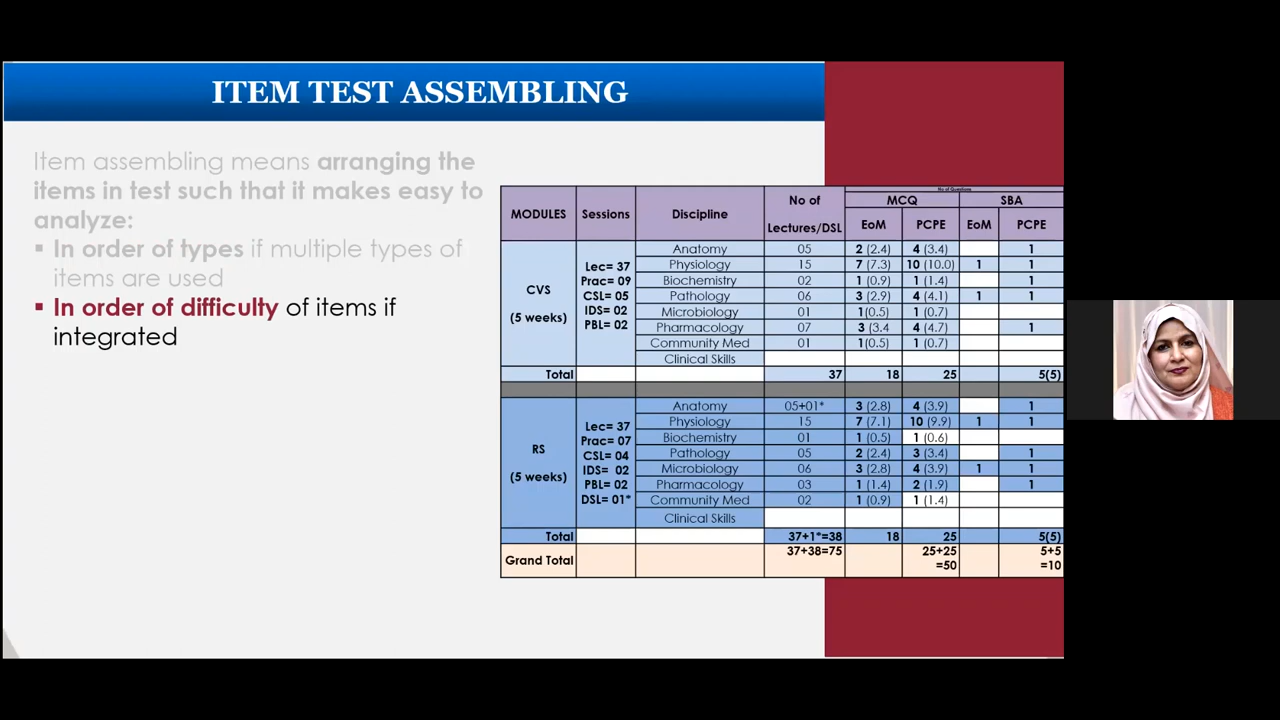 ITEM TEST ASSEMBLING
Item assembling means arranging the
items in test such that it makes easy to
analyze:
▪ In order of types if multiple types of
items are used
▪ In order of difficulty of items if
integrated
No of Questions
MODULES Sessions Discipline No of Lectures/DSL MCQ SBA
EoM PCPE EoM PCPE
CVS
(5 weeks)
Lec= 37
Prac= 09
CSL= 05
IDS= 02
PBL= 02
Anatomy 05 2 (2.4) 4 (3.4) 1
Physiology 15 7 (7.3) 10 (10.0) 1 1
Biochemistry 02 1 (0.9) 1 (1.4) 1
Pathology 06 3 (2.9) 4 (4.1) 1 1
Microbiology 01 1(0.5) 1 (0.7)
Pharmacology 07 3 (3.4 4 (4.7) 1
Community Med 01 1(0.5) 1 (0.7)
Clinical Skills
Total 37 18 25 5(5)
RS
(5 weeks)
Lec= 37
Prac= 07
CSL= 04
IDS= 02
PBL= 02
DSL= 01*
Anatomy 05+01* 3 (2.8) 4 (3.9) 1
Physiology 15 7 (7.1) 10 (9.9) 1 1
Biochemistry 01 1 (0.5) 1 (0.6)
Pathology 05 2 (2.4) 3 (3.4) 1
Microbiology 06 3 (2.8) 4 (3.9) 1 1
Pharmacology 03 1 (1.4) 2 (1.9) 1
Community Med 02 1 (0.9) 1 (1.4)
Clinical Skills
Total 37+1*=38 18 25 5(5)
Grand Total 37+38=75 25+25 5+5
=50 =10